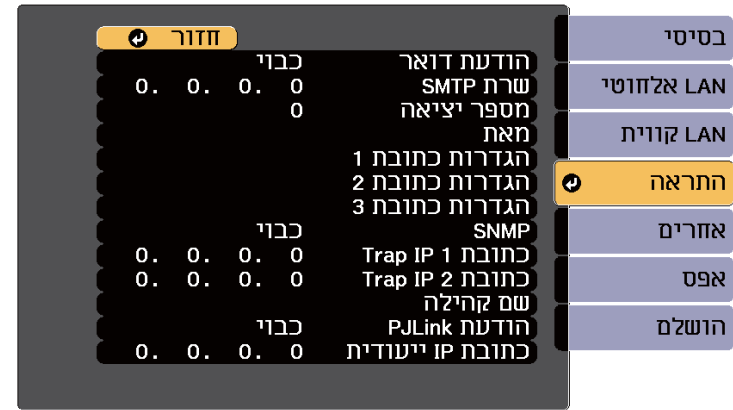 בסיסי
LAN אלחוטי
LAN קווית
התראה
אחרים
אפס
הושלם
חזור
הודעת דואר כבוי
שרת SMTP 0. 0. 0. 0
מספר יציאה 0
מאת
הגדרות כתובת 1
הגדרות כתובת 2
הגדרות כתובת 3
SNMP כבוי
כתובת Trap IP 1 0. 0. 0. 0
כתובת Trap IP 2 0. 0. 0. 0
שם קהילה
הודעת PJLink כבוי
כתובת IP ייעודית 0. 0. 0. 0